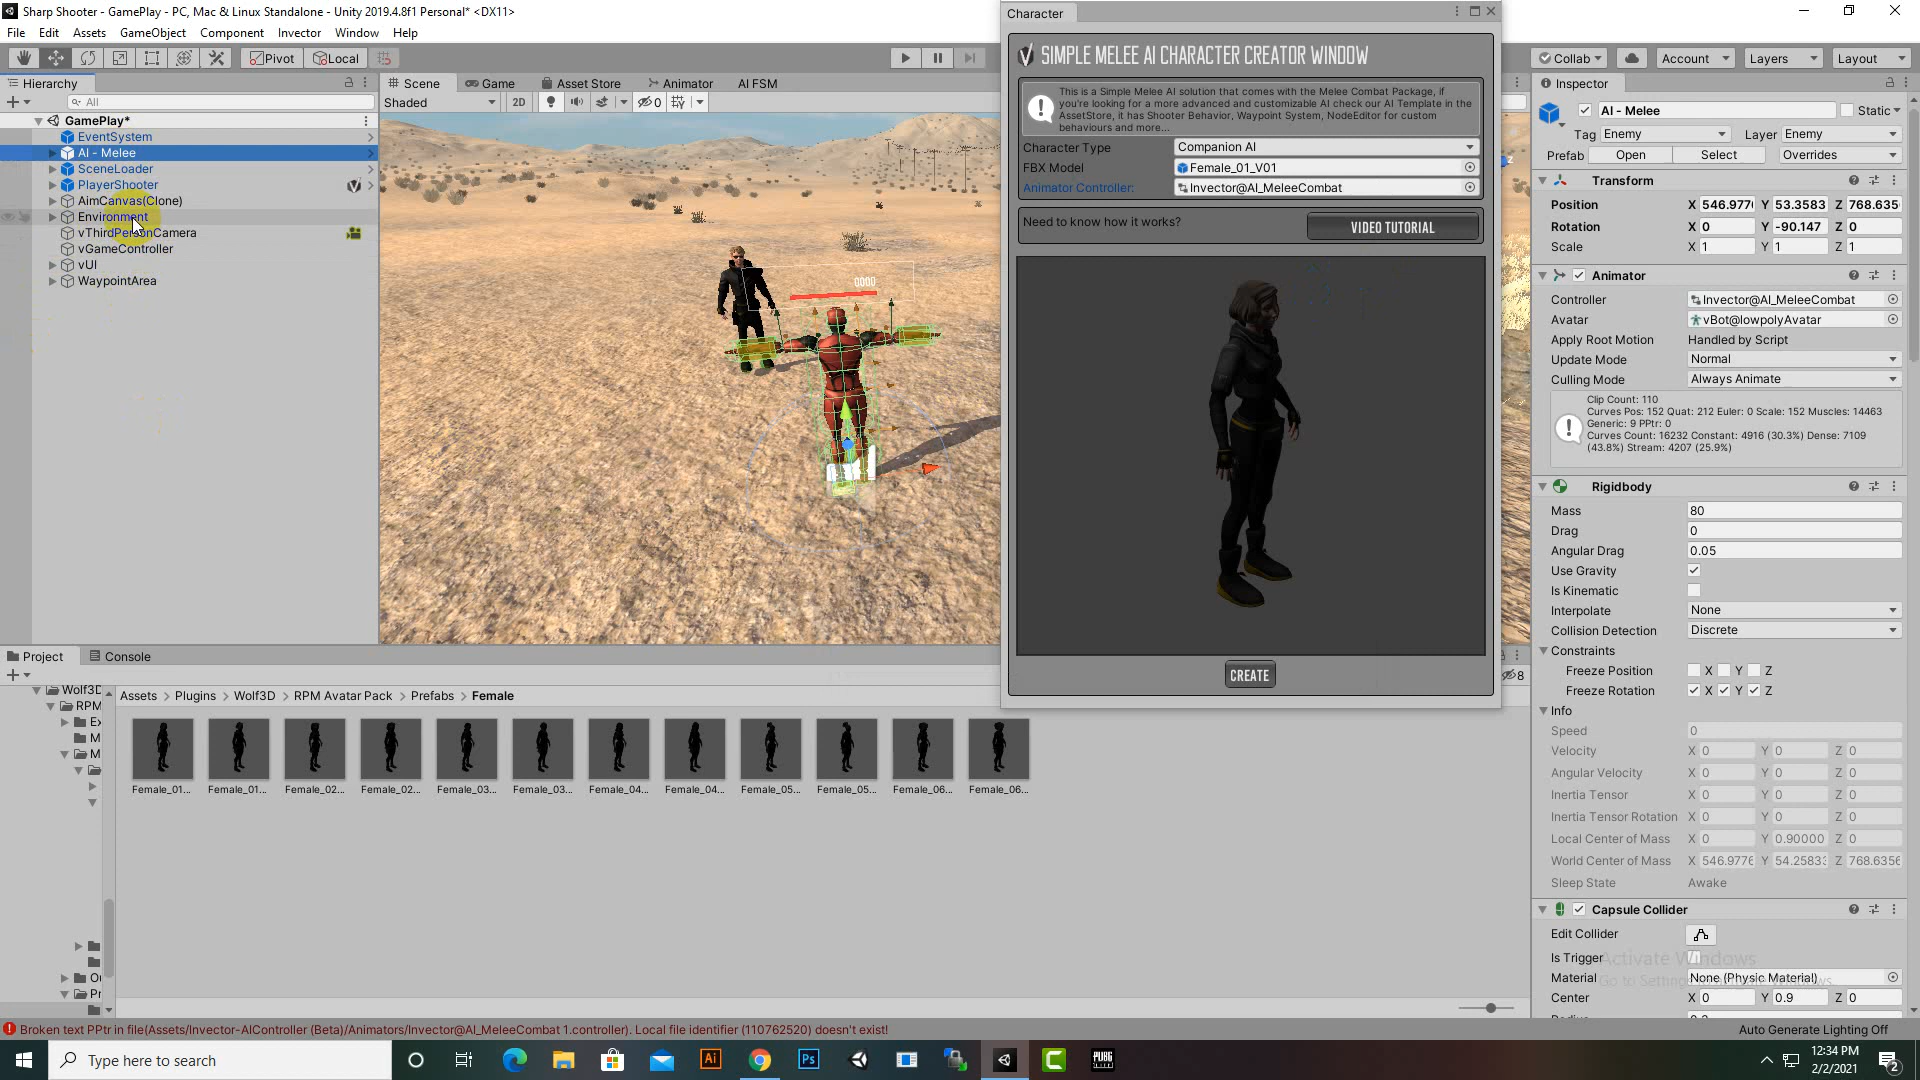 Sharp Shooter - GamePlay - PC, Mac & Linux Standalone - Unity 2019.4.8f1 Personal* <DX11>
File Edit Assets GameObject Component Invector Window Help
Pivot Local
Collab Account Layers Layout
Hierarchy
All
GamePlay*
EventSystem
AI - Melee
SceneLoader
PlayerShooter
AimCanvas(Clone)
Environment
vThirdPersonCamera
vGameController
vUI
WaypointArea
Scene Game Asset Store Animator AI FSM
Shaded 2D 0
0000
Character
SIMPLE MELEE AI CHARACTER CREATOR WINDOW
This is a Simple Melee AI solution that comes with the Melee Combat Package, if
you're looking for a more advanced and customizable AI check our AI Template in the
AssetStore, it has Shooter Behavior, Waypoint System, NodeEditor for custom
behaviours and more...
Character Type Companion AI
FBX Model Female_01_V01
Animator Controller: Invector@AI_MeleeCombat
Need to know how it works? VIDEO TUTORIAL
CREATE
Inspector
AI - Melee Static
Tag Enemy Layer Enemy
Prefab Open Select Overrides
Transform
Position X 546.977 Y 53.3583 Z 768.635
Rotation X 0 Y -90.147 Z 0
Scale X 1 Y 1 Z 1
Animator
Controller Invector@AI_MeleeCombat
Avatar vBot@lowpolyAvatar
Apply Root Motion Handled by Script
Update Mode Normal
Culling Mode Always Animate
Clip Count: 110
Curves Pos: 152 Quat: 212 Euler: 0 Scale: 152 Muscles: 14463
Generic: 9 PPtr: 0
Curves Count: 16232 Constant: 4916 (30.3%) Dense: 7109
(43.8%) Stream: 4207 (25.9%)
Rigidbody
Mass 80
Drag 0
Angular Drag 0.05
Use Gravity
Is Kinematic
Interpolate None
Collision Detection Discrete
Constraints
Freeze Position X Y Z
Freeze Rotation X Y Z
Info
Speed 0
Velocity X 0 Y 0 Z 0
Angular Velocity X 0 Y 0 Z 0
Inertia Tensor X 0 Y 0 Z 0
Inertia Tensor Rotation X 0 Y 0 Z 0
Local Center of Mass X 0 Y 0.90000 Z 0
World Center of Mass X 546.977 Y 54.2583 Z 768.635
Sleep State Awake
Capsule Collider
Edit Collider
Is Trigger
Activate Windows
Material None (Physic Material)
Center X 0 Y 0.9 Z 0
Project Console
8
Wolf3D
RPM
Ex
M
M
Assets > Plugins > Wolf3D > RPM Avatar Pack > Prefabs > Female
Female_01... Female_01... Female_02... Female_02... Female_03... Female_03... Female_04... Female_04... Female_05... Female_05... Female_06... Female_06...
Pr
Broken text PPtr in file(Assets/Invector-AIController (Beta)/Animators/Invector@AI_MeleeCombat 1.controller). Local file identifier (110762520) doesn't exist!
Auto Generate Lighting Off
Type here to search
Ai
Ps
PUBG
12:34 PM
2/2/2021
2